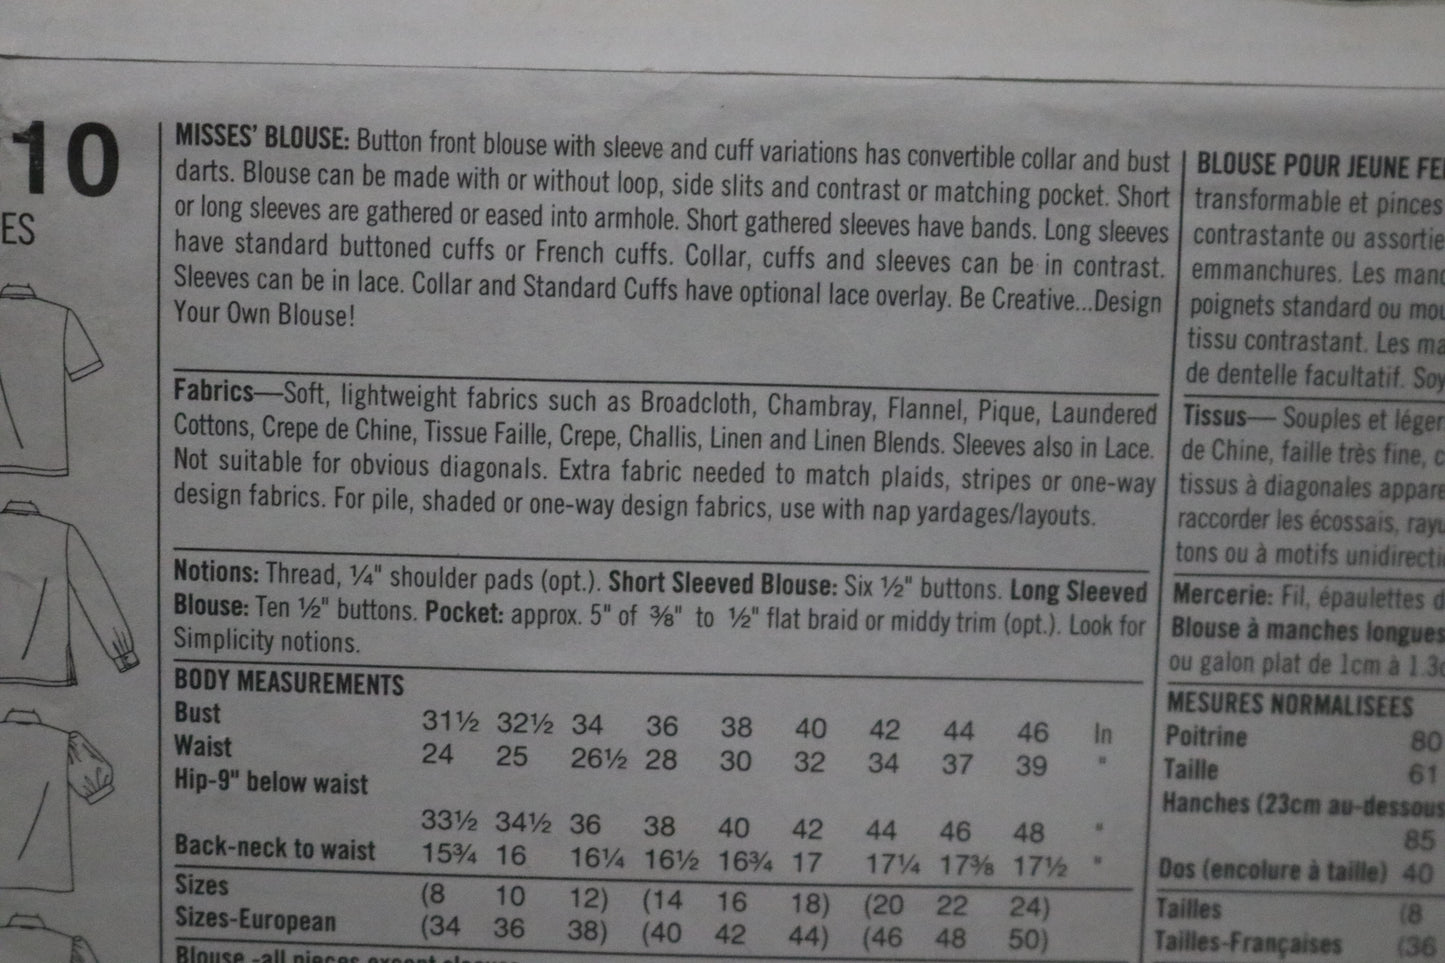 10
ES
MISSES' BLOUSE: Button front blouse with sleeve and cuff variations has convertible collar and bust
darts. Blouse can be made with or without loop, side slits and contrast or matching pocket. Short
or long sleeves are gathered or eased into armhole. Short gathered sleeves have bands. Long sleeves
have standard buttoned cuffs or French cuffs. Collar, cuffs and sleeves can be in contrast.
Sleeves can be in lace. Collar and Standard Cuffs have optional lace overlay. Be Creative...Design
Your Own Blouse!
Fabrics—Soft, lightweight fabrics such as Broadcloth, Chambray, Flannel, Pique, Laundered
Cottons, Crepe de Chine, Tissue Faille, Crepe, Challis, Linen and Linen Blends. Sleeves also in Lace.
Not suitable for obvious diagonals. Extra fabric needed to match plaids, stripes or one-way
design fabrics. For pile, shaded or one-way design fabrics, use with nap yardages/layouts.
Notions: Thread, ¼" shoulder pads (opt.). Short Sleeved Blouse: Six ½" buttons. Long Sleeved
Blouse: Ten ½" buttons. Pocket: approx. 5" of ⅜" to ½" flat braid or middy trim (opt.). Look for
Simplicity notions.
BODY MEASUREMENTS
Bust 31½ 32½ 34 36 38 40 42 44 46 In
Waist 24 25 26½ 28 30 32 34 37 39 "
Hip-9" below waist
33½ 34½ 36 38 40 42 44 46 48 "
Back-neck to waist 15¾ 16 16¼ 16½ 16¾ 17 17¼ 17⅜ 17½ "
Sizes (8 10 12) (14 16 18) (20 22 24)
Sizes-European (34 36 38) (40 42 44) (46 48 50)
Blouse -all pieces except
BLOUSE POUR JEUNE FE
transformable et pinces
contrastante ou assortie
emmanchures. Les manc
poignets standard ou mou
tissu contrastant. Les ma
de dentelle facultatif. Soy
Tissus— Souples et léger
de Chine, faille très fine, c
tissus à diagonales appare
raccorder les écossais, rayu
tons ou à motifs unidirecti
Mercerie: Fil, épaulettes d
Blouse à manches longues
ou galon plat de 1cm à 1.3c
MESURES NORMALISEES
Poitrine 80
Taille 61
Hanches (23cm au-dessous
85
Dos (encolure à taille) 40
Tailles (8
Tailles-Françaises (36